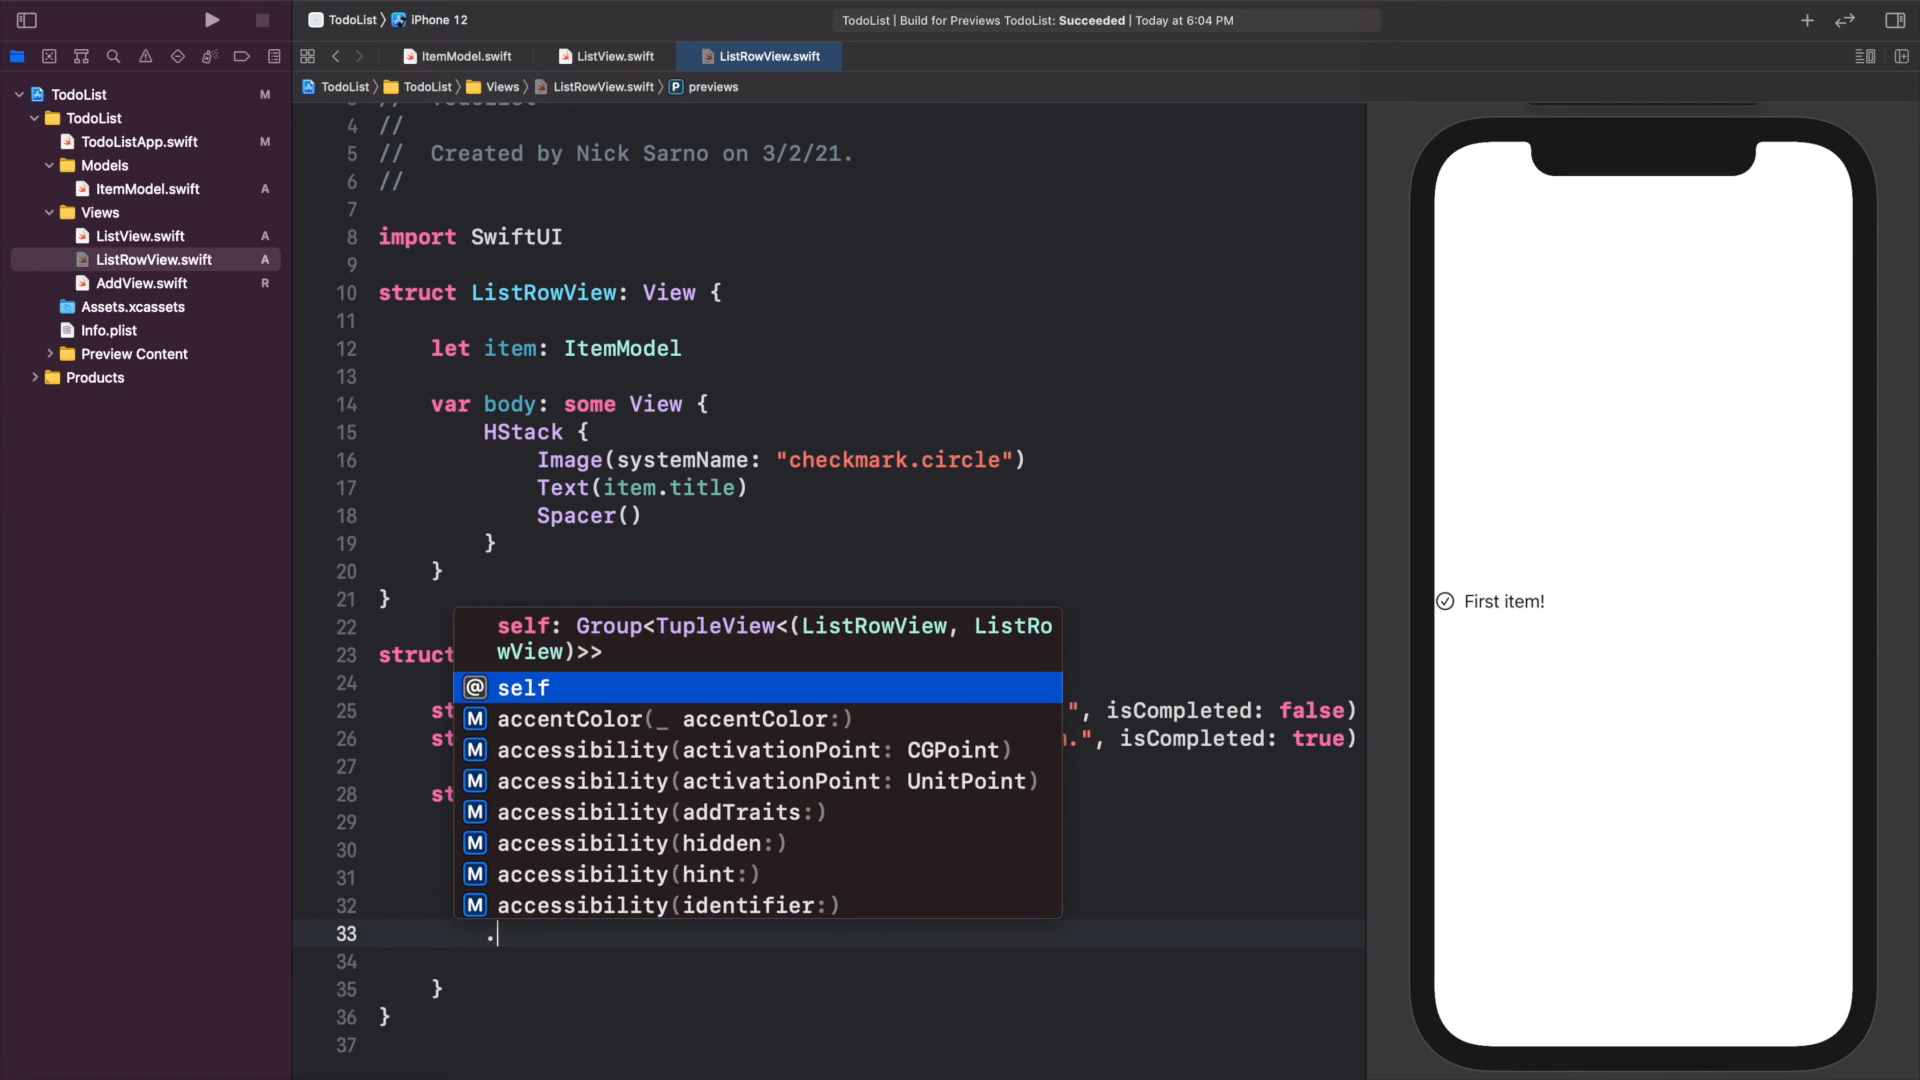 TodoList
iPhone 12
TodoList | Build for Previews TodoList: Succeeded | Today at 6:04 PM
ItemModel.swift
ListView.swift
ListRowView.swift
TodoList
TodoList
Views
ListRowView.swift
P previews
TodoList M
TodoList
TodoListApp.swift M
Models
ItemModel.swift A
Views
ListView.swift A
ListRowView.swift A
AddView.swift R
Assets.xcassets
Info.plist
Preview Content
Products
4 //
5 //  Created by Nick Sarno on 3/2/21.
6 //
7
8 import SwiftUI
9
10 struct ListRowView: View {
11
12     let item: ItemModel
13
14     var body: some View {
15         HStack {
16             Image(systemName: "checkmark.circle")
17             Text(item.title)
18             Spacer()
19         }
20     }
21 }
22
self: Group<TupleView<(ListRowView, ListRo
wView)>>
23 struct
@ self
24
M accentColor(_ accentColor:)
25     st ", isCompleted: false)
26     st .", isCompleted: true)
M accessibility(activationPoint: CGPoint)
27
M accessibility(activationPoint: UnitPoint)
28     st
M accessibility(addTraits:)
29
M accessibility(hidden:)
30
M accessibility(hint:)
31
M accessibility(identifier:)
32
33         .
34
35     }
36 }
37
First item!